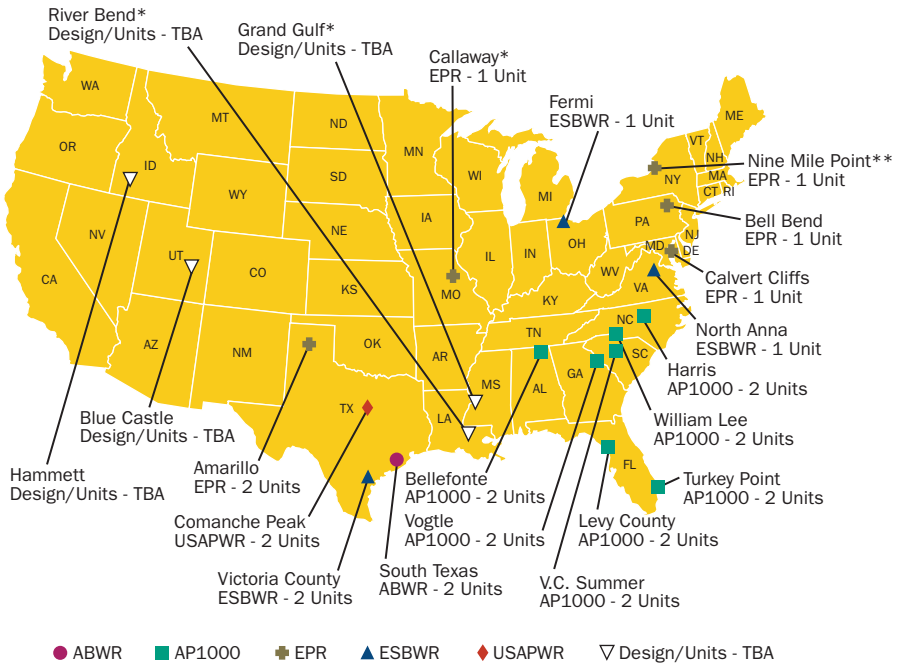 River Bend*
Design/Units - TBA
Grand Gulf*
Design/Units - TBA
Callaway*
EPR - 1 Unit
Fermi
ESBWR - 1 Unit
Nine Mile Point**
EPR - 1 Unit
Bell Bend
EPR - 1 Unit
Calvert Cliffs
EPR - 1 Unit
North Anna
ESBWR - 1 Unit
Harris
AP1000 - 2 Units
William Lee
AP1000 - 2 Units
Turkey Point
AP1000 - 2 Units
Levy County
AP1000 - 2 Units
V.C. Summer
AP1000 - 2 Units
Bellefonte
AP1000 - 2 Units
Vogtle
AP1000 - 2 Units
South Texas
ABWR - 2 Units
Victoria County
ESBWR - 2 Units
Comanche Peak
USAPWR - 2 Units
Amarillo
EPR - 2 Units
Blue Castle
Design/Units - TBA
Hammett
Design/Units - TBA
WA
OR
CA
ID
NV
MT
WY
UT
AZ
CO
NM
ND
SD
NE
KS
OK
TX
MN
IA
MO
AR
LA
WI
IL
MS
MI
IN
KY
TN
AL
OH
WV
GA
FL
SC
NC
VA
PA
NY
MD
DE
NJ
CT
RI
MA
NH
VT
ME
ABWR
AP1000
EPR
ESBWR
USAPWR
Design/Units - TBA